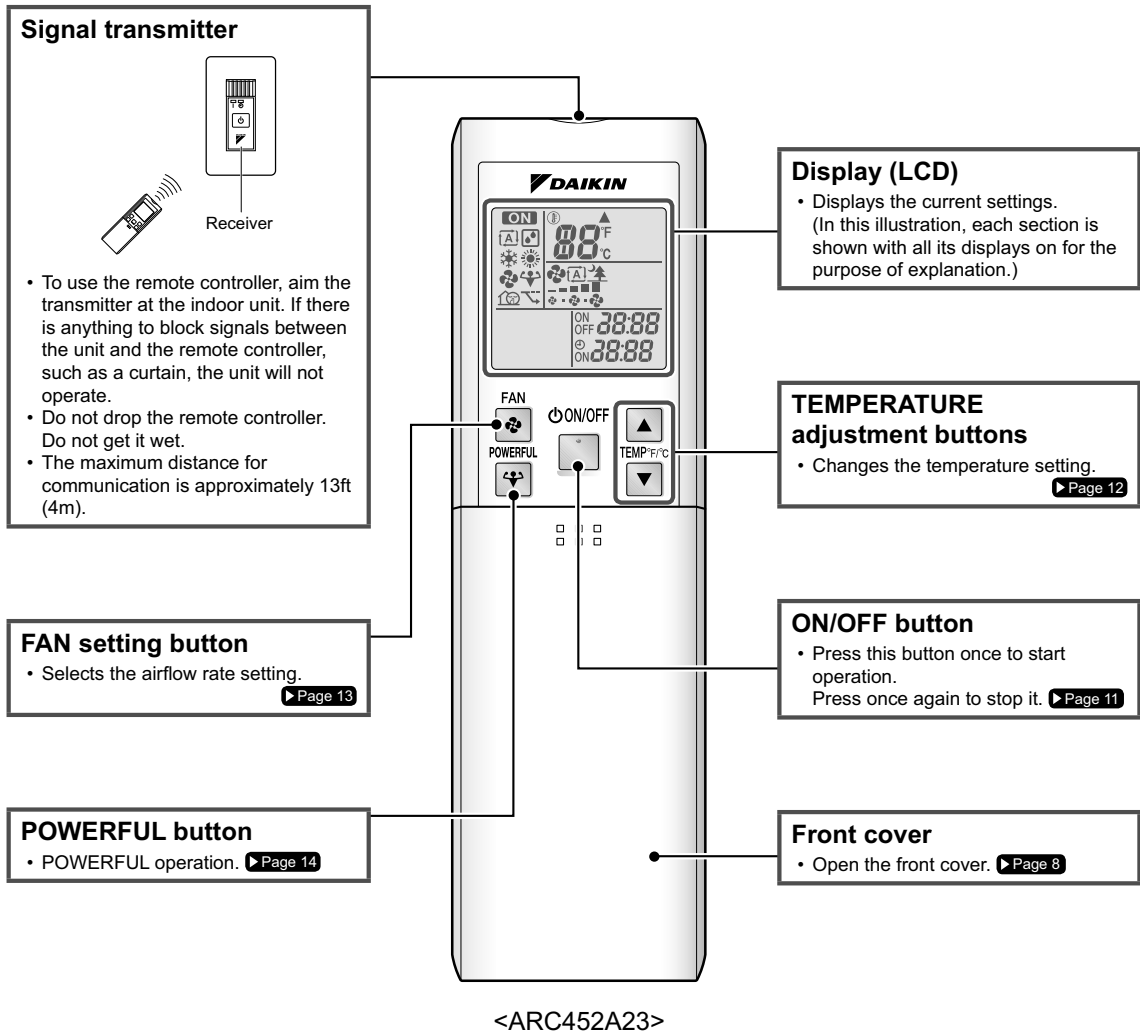 Signal transmitter
Receiver
• To use the remote controller, aim the
transmitter at the indoor unit. If there
is anything to block signals between
the unit and the remote controller,
such as a curtain, the unit will not
operate.
• Do not drop the remote controller.
Do not get it wet.
• The maximum distance for
communication is approximately 13ft
(4m).
FAN setting button
• Selects the airflow rate setting.
▶Page 13
POWERFUL button
• POWERFUL operation. ▶Page 14
DAIKIN
ON
A
88
°F
°C
A
ON
OFF 28:88
ON 28:88
FAN
ON/OFF
POWERFUL
TEMP°F/°C
Display (LCD)
• Displays the current settings.
(In this illustration, each section is
shown with all its displays on for the
purpose of explanation.)
TEMPERATURE
adjustment buttons
• Changes the temperature setting.
▶Page 12
ON/OFF button
• Press this button once to start
operation.
Press once again to stop it. ▶Page 11
Front cover
• Open the front cover. ▶Page 8
<ARC452A23>